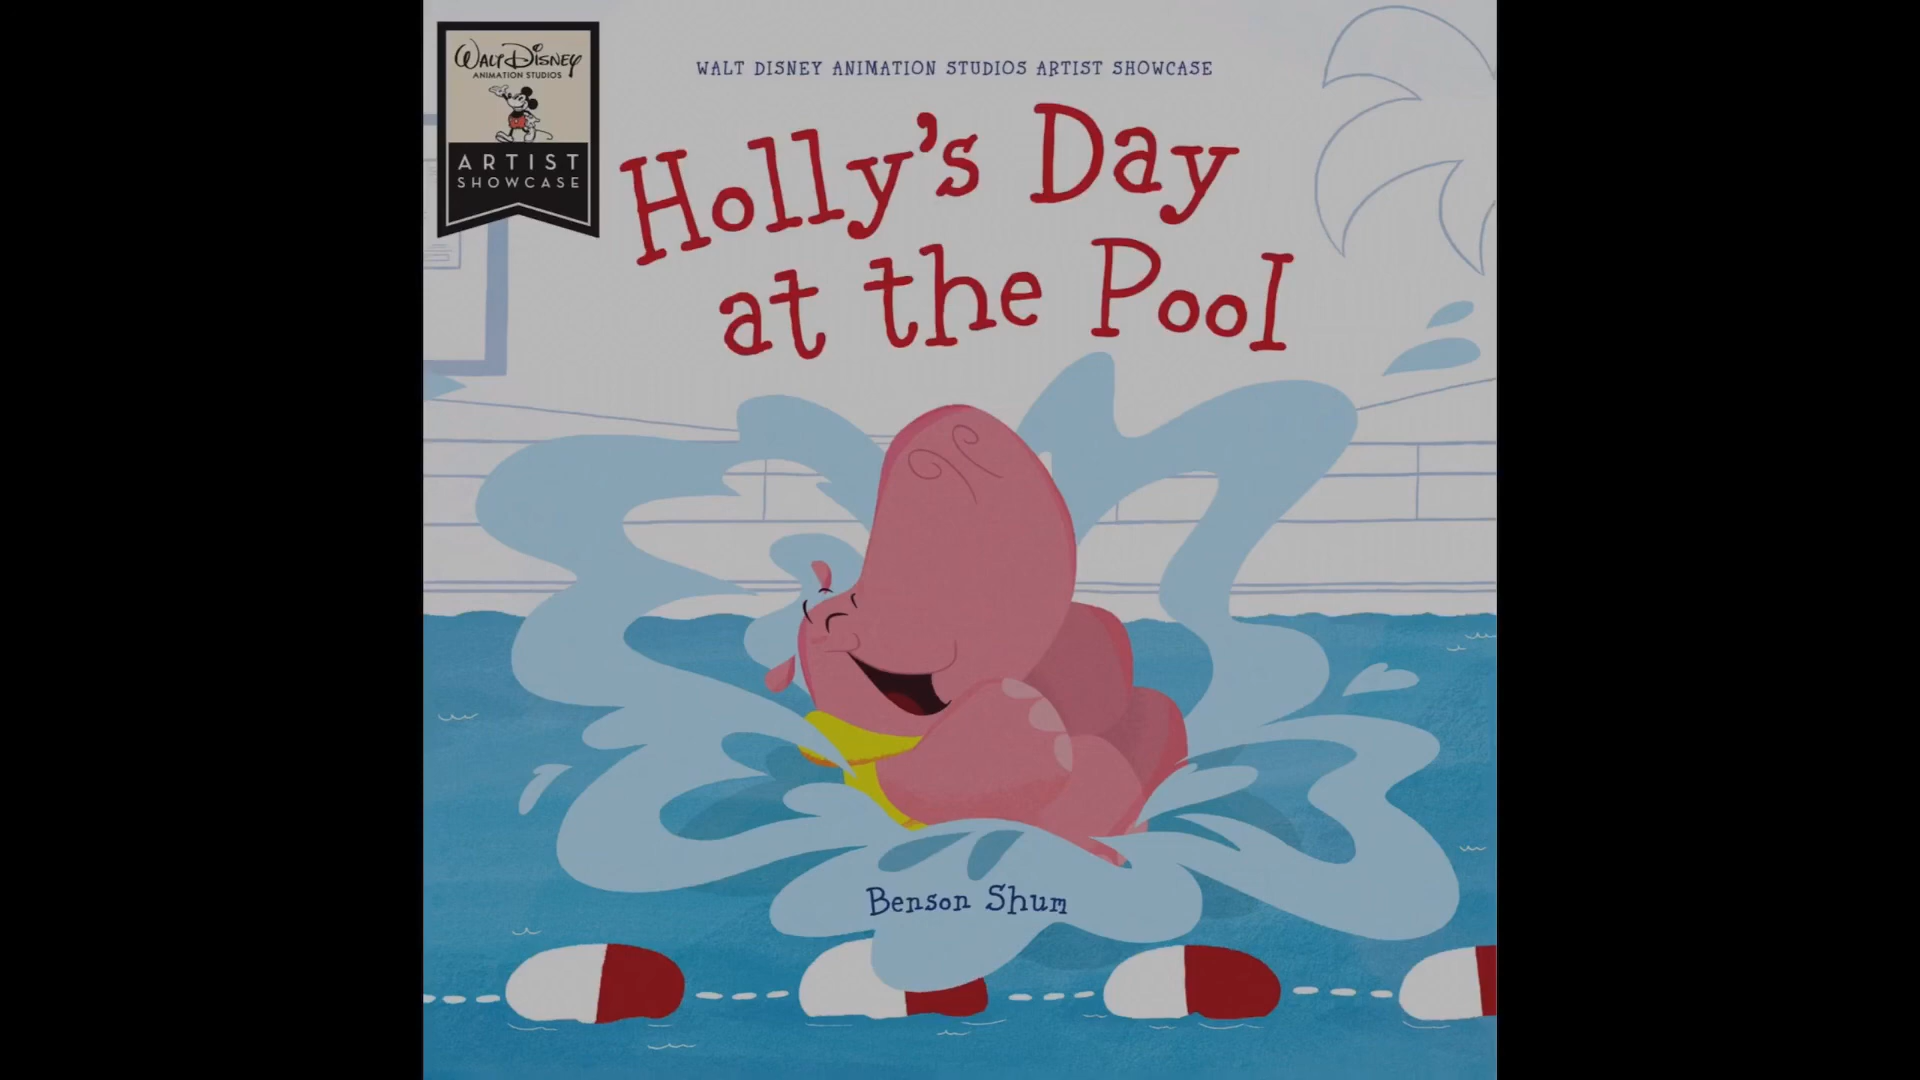 WALT DISNEY
ANIMATION STUDIOS
ARTIST
SHOWCASE
WALT DISNEY ANIMATION STUDIOS ARTIST SHOWCASE
Holly's Day
at the Pool
Benson Shum